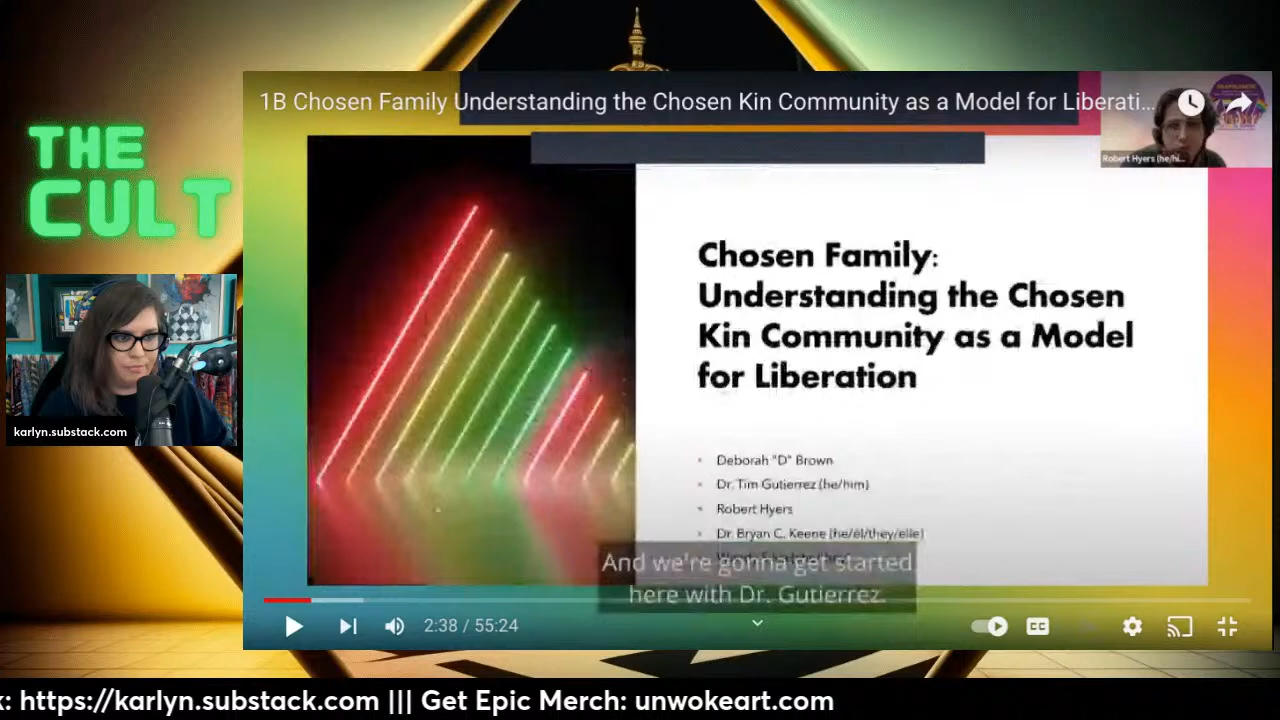 1B Chosen Family Understanding the Chosen Kin Community as a Model for Liberati...
Robert Hyers (he/hi...
THE
CULT
karlyn.substack.com
Chosen Family:
Understanding the Chosen
Kin Community as a Model
for Liberation
Deborah "D" Brown
Dr. Tim Gutierrez (he/him)
Robert Hyers
Dr. Bryan C. Keene (he/él/they/elle)
And we're gonna get started
here with Dr. Gutierrez.
2:38 / 55:24
CC
k: https://karlyn.substack.com ||| Get Epic Merch: unwokeart.com